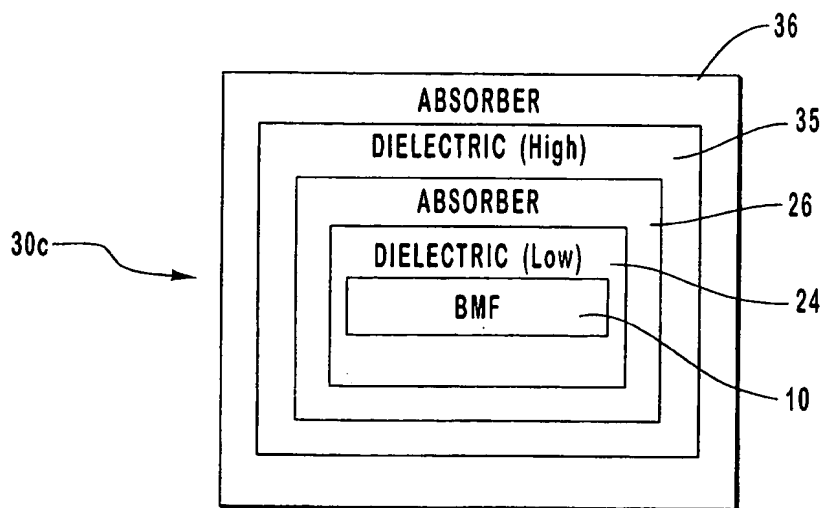 36
ABSORBER
35
DIELECTRIC (High)
ABSORBER
26
30c
DIELECTRIC (Low)
24
BMF
10